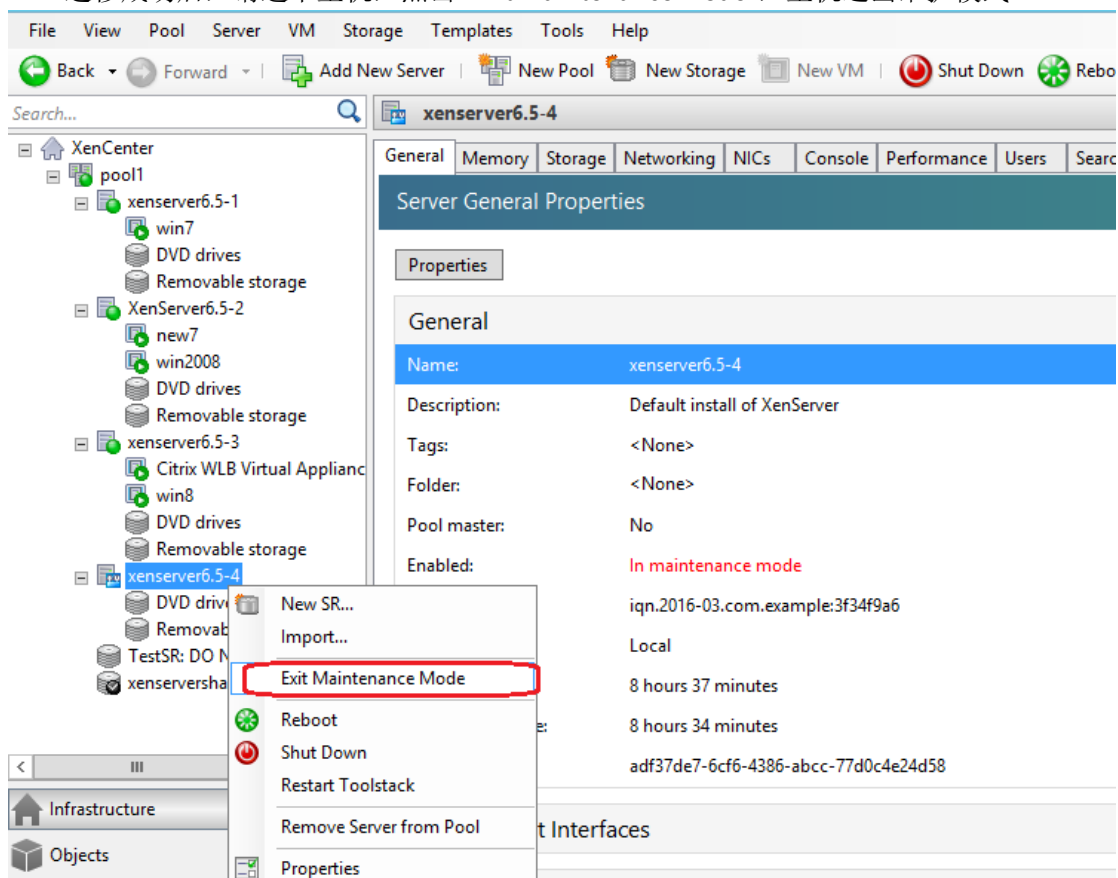 File View Pool Server VM Storage Templates Tools Help
Back Forward Add New Server New Pool New Storage New VM Shut Down Rebo
Search...
xenserver6.5-4
XenCenter
pool1
xenserver6.5-1
win7
DVD drives
Removable storage
XenServer6.5-2
new7
win2008
DVD drives
Removable storage
xenserver6.5-3
Citrix WLB Virtual Applianc
win8
DVD drives
Removable storage
xenserver6.5-4
DVD driv
Removab
TestSR: DO N
xenserversha
General Memory Storage Networking NICs Console Performance Users Searc
Server General Properties
Properties
General
Name: xenserver6.5-4
Description: Default install of XenServer
Tags: <None>
Folder: <None>
Pool master: No
Enabled: In maintenance mode
iqn.2016-03.com.example:3f34f9a6
Local
8 hours 37 minutes
e: 8 hours 34 minutes
adf37de7-6cf6-4386-abcc-77d0c4e24d58
t Interfaces
New SR...
Import...
Exit Maintenance Mode
Reboot
Shut Down
Restart Toolstack
Remove Server from Pool
Properties
Infrastructure
Objects